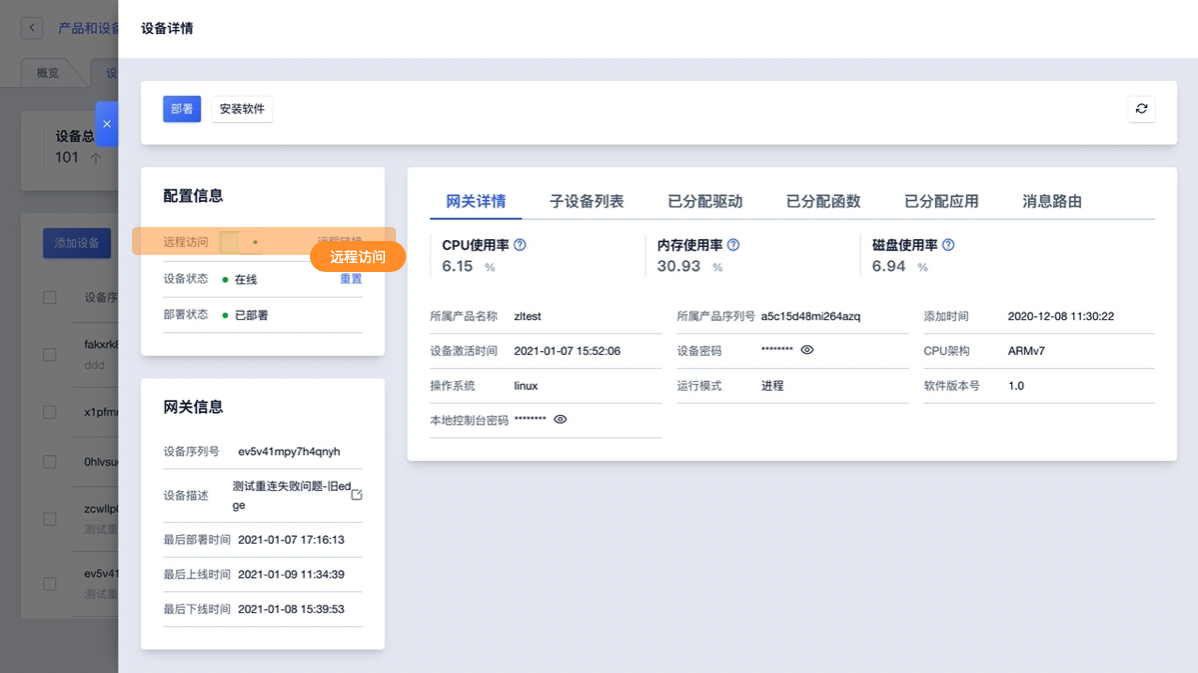 产品和设备
设备详情
概览
设
部署
安装软件
设备总
101 个
添加设备
设备序
fakxrk8
ddd
x1pfm
0hlvsu
zcwllp
测试重
ev5v41
测试重
配置信息
远程访问
远程链接
远程访问
设备状态 在线 重置
部署状态 已部署
网关信息
设备序列号 ev5v41mpy7h4qnyh
设备描述 测试重连失败问题-旧ed
ge
最后部署时间 2021-01-07 17:16:13
最后上线时间 2021-01-09 11:34:39
最后下线时间 2021-01-08 15:39:53
网关详情 子设备列表 已分配驱动 已分配函数 已分配应用 消息路由
CPU使用率 内存使用率 磁盘使用率
6.15 % 30.93 % 6.94 %
所属产品名称 zltest 所属产品序列号 a5c15d48mi264azq 添加时间 2020-12-08 11:30:22
设备激活时间 2021-01-07 15:52:06 设备密码 ******** CPU架构 ARMv7
操作系统 linux 运行模式 进程 软件版本号 1.0
本地控制台密码 ********